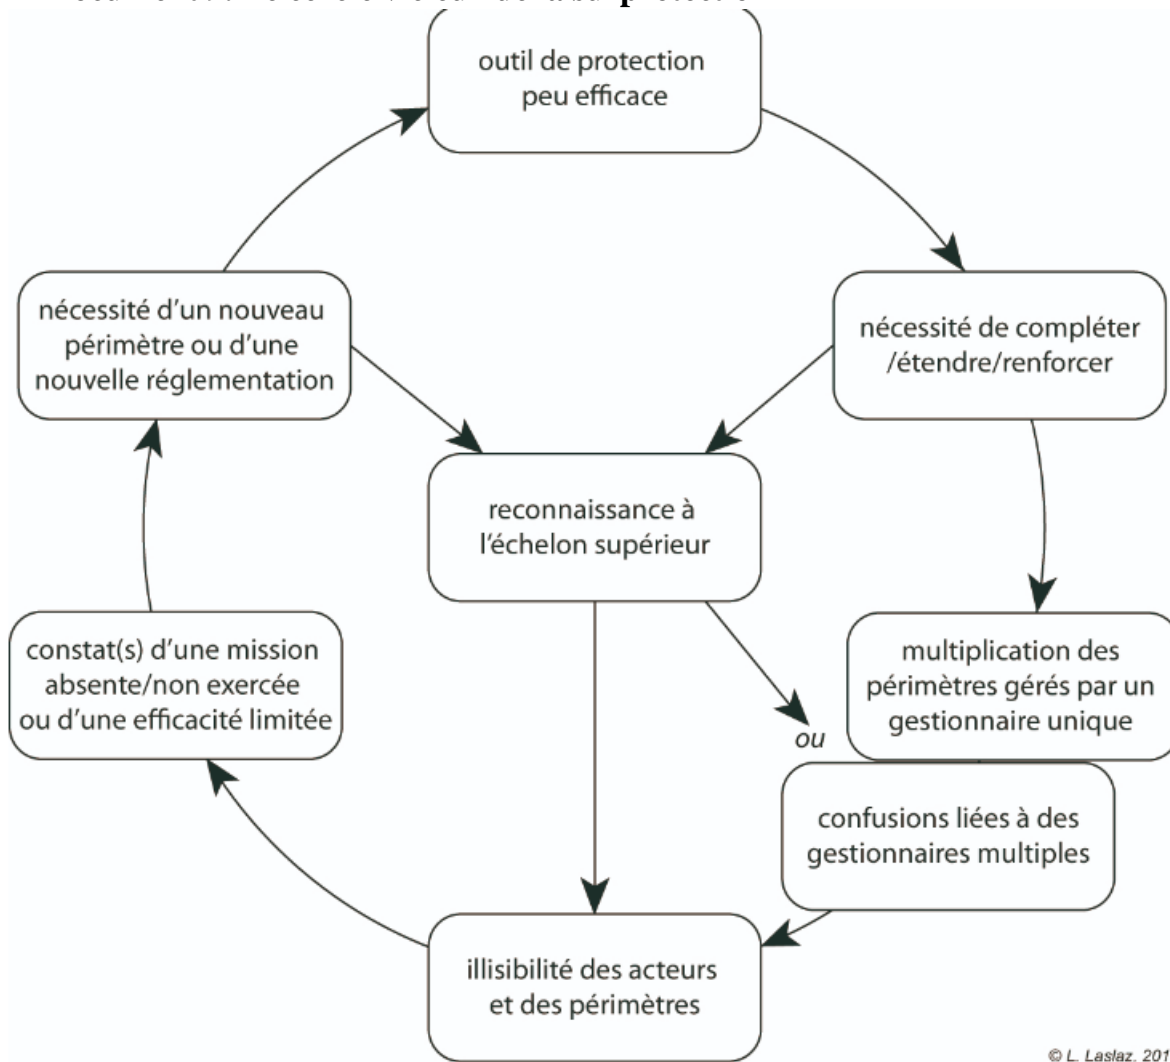 outil de protection
peu efficace
nécessité d'un nouveau
périmètre ou d'une
nouvelle réglementation
nécessité de compléter
/étendre/renforcer
reconnaissance à
l'échelon supérieur
constat(s) d'une mission
absente/non exercée
ou d'une efficacité limitée
multiplication des
périmètres gérés par un
gestionnaire unique
ou
confusions liées à des
gestionnaires multiples
illisibilité des acteurs
et des périmètres
© L. Laslaz, 201